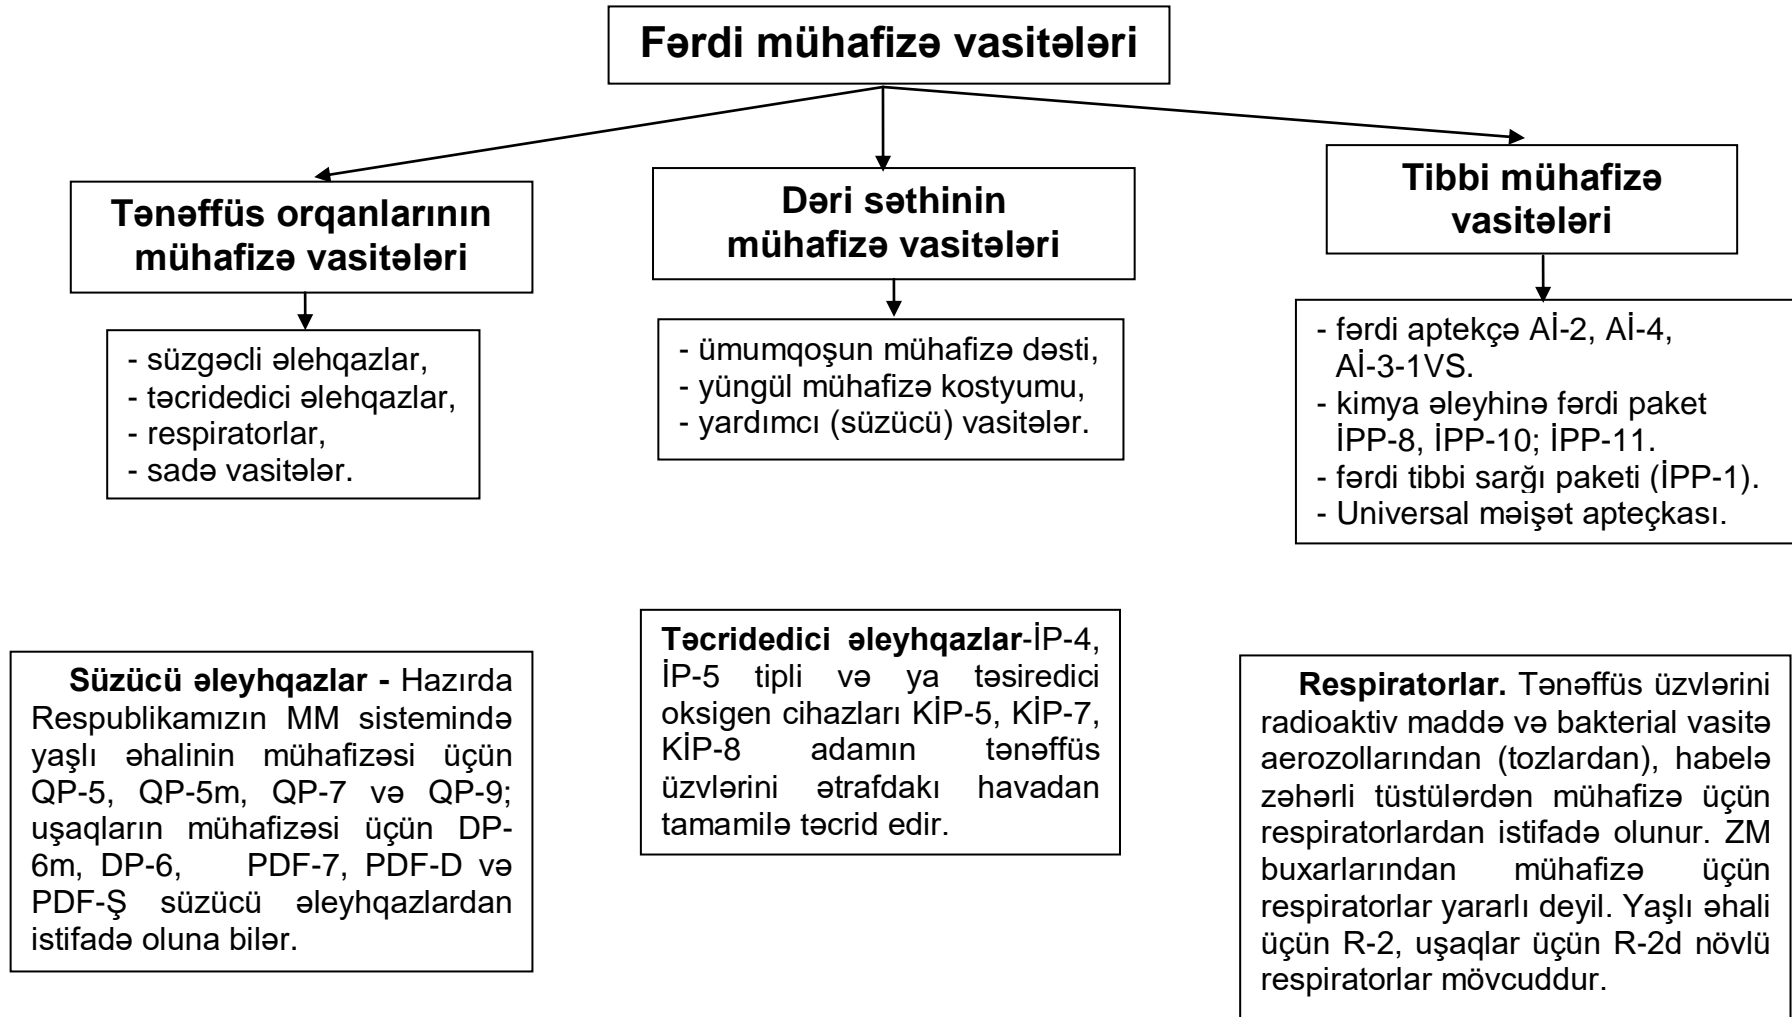 Fərdi mühafizə vasitələri
Tənəffüs orqanlarının
mühafizə vasitələri
Dəri səthinin
mühafizə vasitələri
Tibbi mühafizə
vasitələri
- süzgəcli əlehqazlar,
- təcridedici əlehqazlar,
- respiratorlar,
- sadə vasitələr.
- ümumqoşun mühafizə dəsti,
- yüngül mühafizə kostyumu,
- yardımcı (süzücü) vasitələr.
- fərdi aptekçə Aİ-2, Aİ-4,
Aİ-3-1VS.
- kimya əleyhinə fərdi paket
İPP-8, İPP-10; İPP-11.
- fərdi tibbi sarğı paketi (İPP-1).
- Universal məişət apteçkası.
Süzücü əleyhqazlar - Hazırda
Respublikamızın MM sistemində
yaşlı əhalinin mühafizəsi üçün
QP-5, QP-5m, QP-7 və QP-9;
uşaqların mühafizəsi üçün DP-
6m, DP-6, PDF-7, PDF-D və
PDF-Ş süzücü əleyhqazlardan
istifadə oluna bilər.
Təcridedici əleyhqazlar-İP-4,
İP-5 tipli və ya təsiredici
oksigen cihazları KİP-5, KİP-7,
KİP-8 adamın tənəffüs
üzvlərini ətrafdakı havadan
tamamilə təcrid edir.
Respiratorlar. Tənəffüs üzvlərini
radioaktiv maddə və bakterial vasitə
aerozollarından (tozlardan), habelə
zəhərli tüstülərdən mühafizə üçün
respiratorlardan istifadə olunur. ZM
buxarlarından mühafizə üçün
respiratorlar yararlı deyil. Yaşlı əhali
üçün R-2, uşaqlar üçün R-2d növlü
respiratorlar mövcuddur.